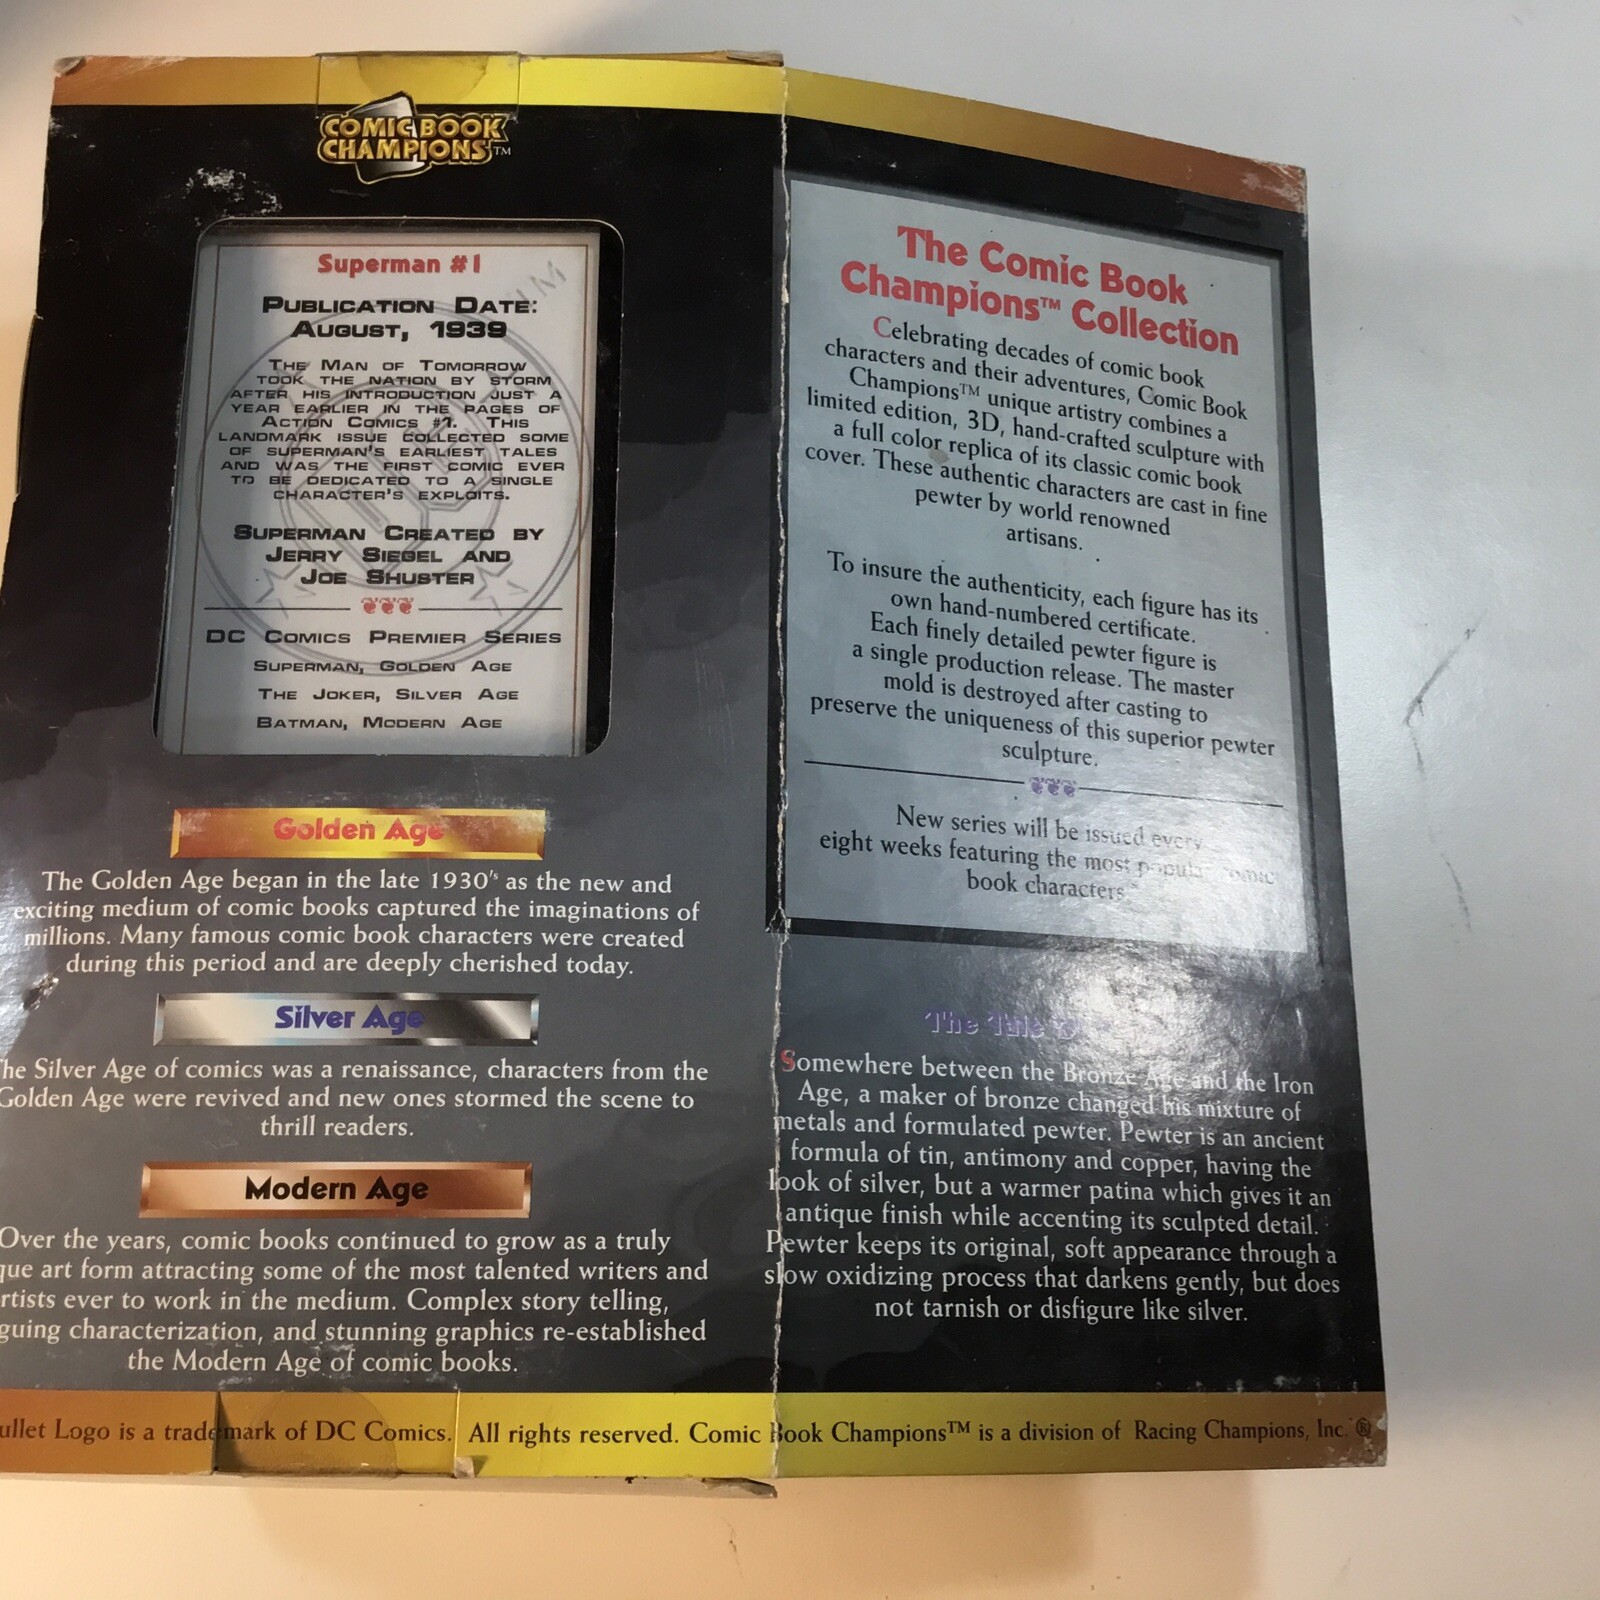 COMIC BOOK
CHAMPIONS™
Superman #1
PUBLICATION DATE:
AUGUST, 1939
THE MAN OF TOMORROW
TOOK THE NATION BY STORM
AFTER HIS INTRODUCTION JUST A
YEAR EARLIER IN THE PAGES OF
ACTION COMICS #1. THIS
LANDMARK ISSUE COLLECTED SOME
OF SUPERMAN'S EARLIEST TALES
AND WAS THE FIRST COMIC EVER
TO BE DEDICATED TO A SINGLE
CHARACTER'S EXPLOITS.
SUPERMAN CREATED BY
JERRY SIEGEL AND
JOE SHUSTER
DC COMICS PREMIER SERIES
SUPERMAN, GOLDEN AGE
THE JOKER, SILVER AGE
BATMAN, MODERN AGE
Golden Age
The Golden Age began in the late 1930's as the new and
exciting medium of comic books captured the imaginations of
millions. Many famous comic book characters were created
during this period and are deeply cherished today.
Silver Age
The Silver Age of comics was a renaissance, characters from the
Golden Age were revived and new ones stormed the scene to
thrill readers.
Modern Age
Over the years, comic books continued to grow as a truly
que art form attracting some of the most talented writers and
rtists ever to work in the medium. Complex story telling,
guing characterization, and stunning graphics re-established
the Modern Age of comic books.
The Comic Book
Champions™ Collection
Celebrating decades of comic book
characters and their adventures, Comic Book
Champions™ unique artistry combines a
limited edition, 3D, hand-crafted sculpture with
a full color replica of its classic comic book
cover. These authentic characters are cast in fine
pewter by world renowned
artisans.
To insure the authenticity, each figure has its
own hand-numbered certificate.
Each finely detailed pewter figure is
a single production release. The master
mold is destroyed after casting to
preserve the uniqueness of this superior pewter
sculpture.
New series will be issued every
eight weeks featuring the most popular comic
book characters.
The
Somewhere between the Bronze Age and the Iron
Age, a maker of bronze changed his mixture of
metals and formulated pewter. Pewter is an ancient
formula of tin, antimony and copper, having the
look of silver, but a warmer patina which gives it an
antique finish while accenting its sculpted detail.
Pewter keeps its original, soft appearance through a
slow oxidizing process that darkens gently, but does
not tarnish or disfigure like silver.
ullet Logo is a trademark of DC Comics. All rights reserved. Comic Book Champions™ is a division of Racing Champions, Inc.®